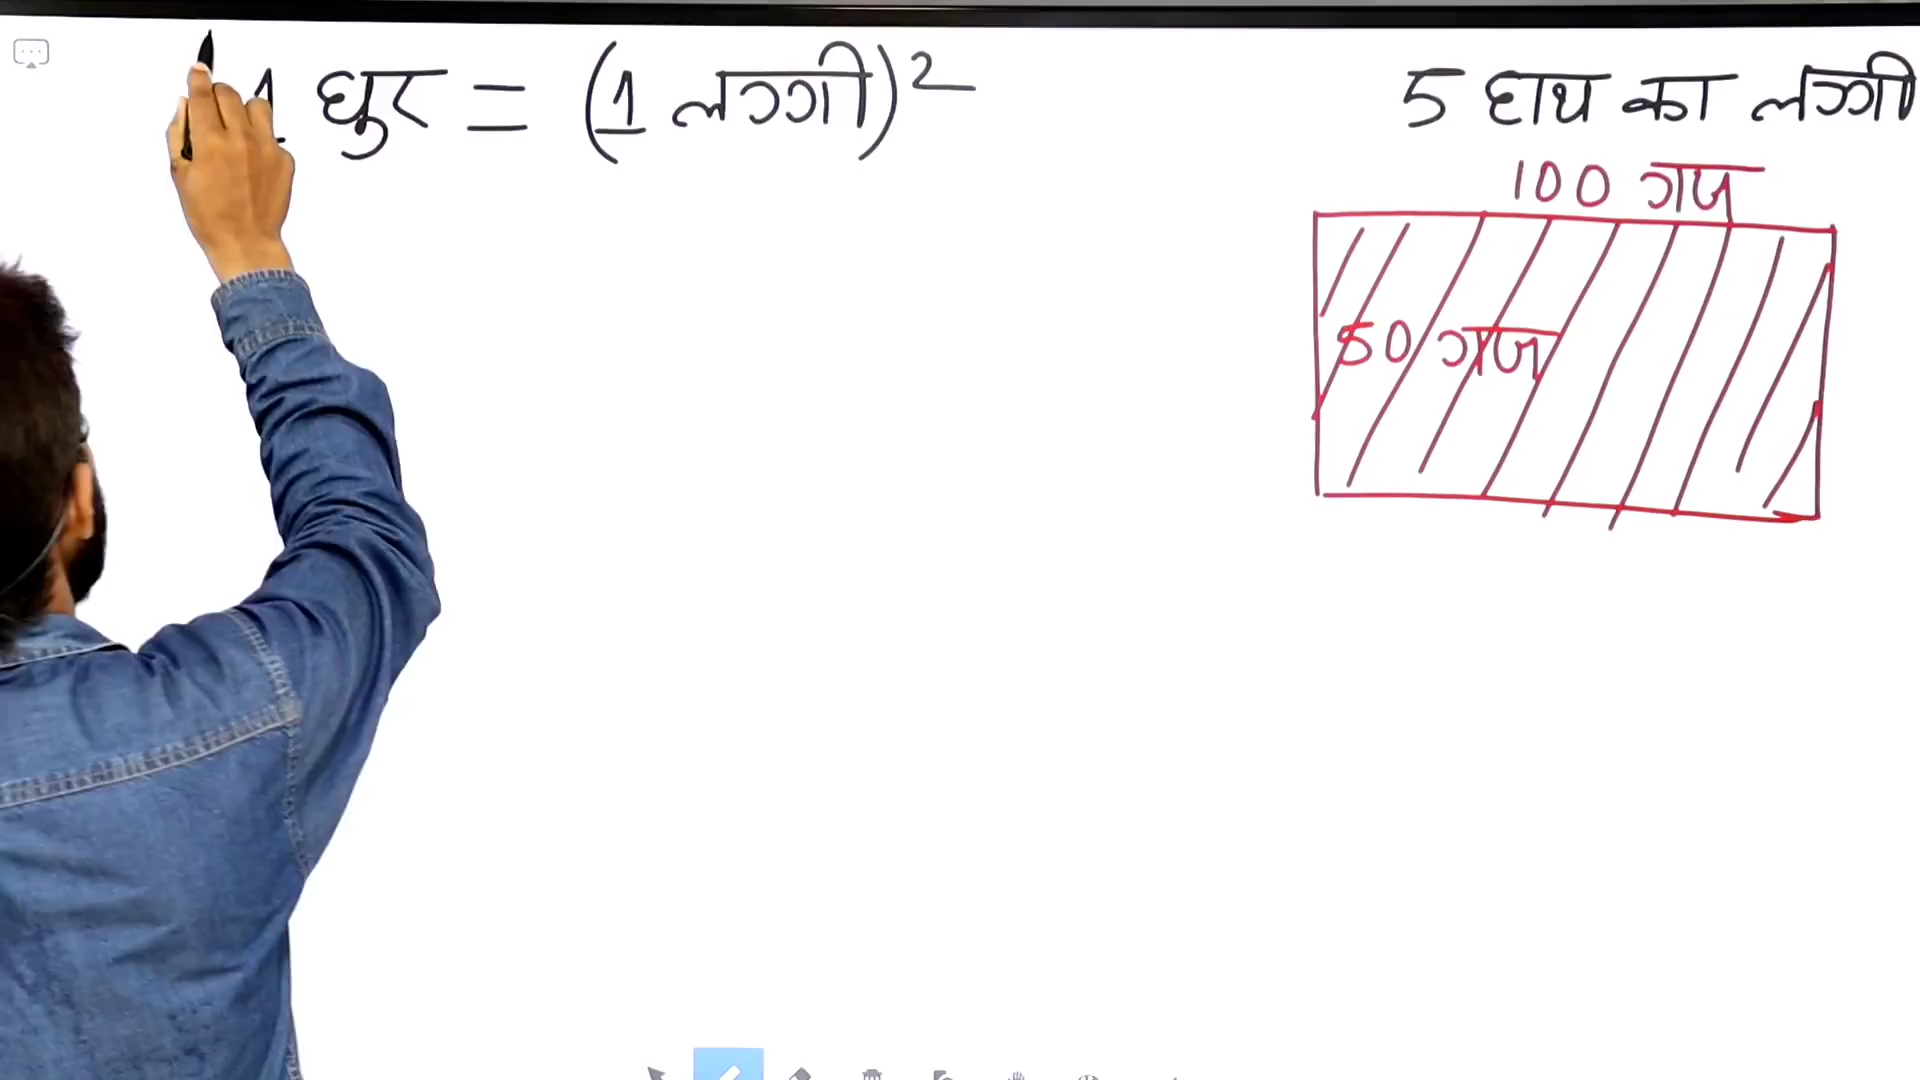 1 धुर = (1 लग्गी)²
5 हाथ का लग्गी
100 गज
50 गज